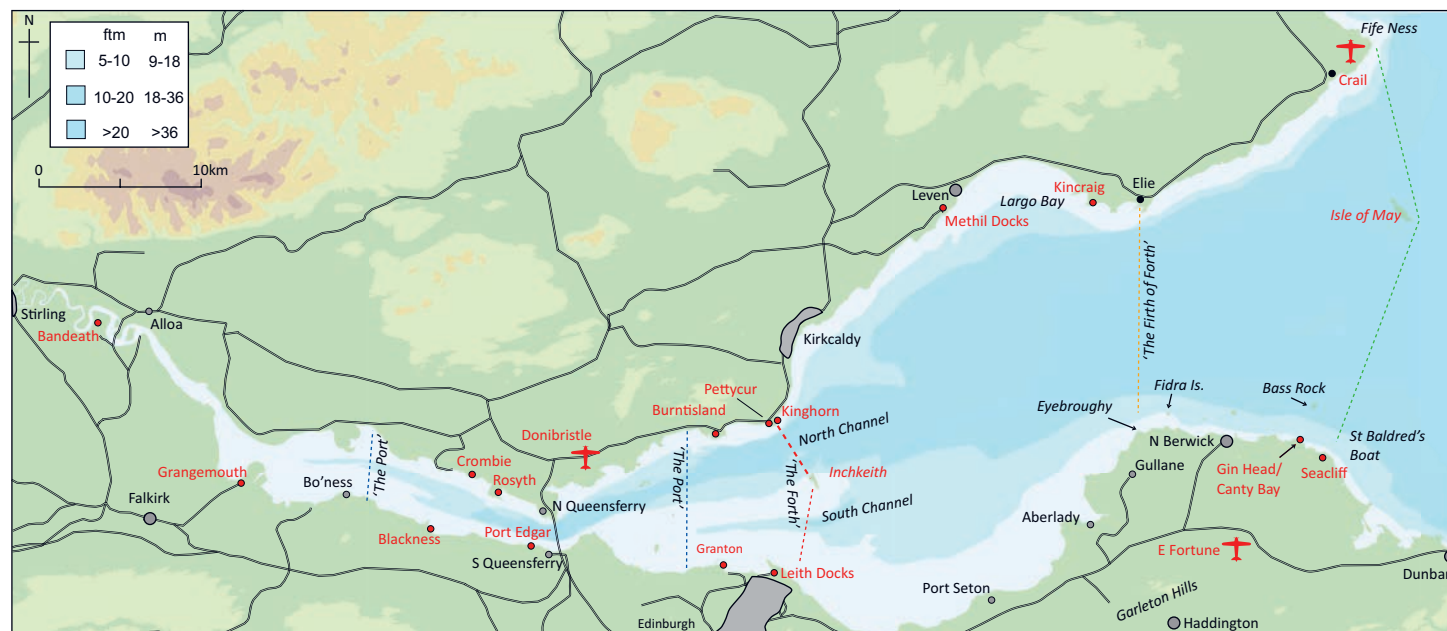 N
ftm m
5-10 9-18
10-20 18-36
>20 >36
0 10km
Fife Ness
Crail
Leven
Methil Docks
Largo Bay
Kincraig
Elie
Isle of May
Stirling
Bandeath
Alloa
Kirkcaldy
'The Firth of Forth'
Pettycur
Burntisland
Kinghorn
North Channel
Fidra Is.
Bass Rock
Eyebroughy
N Berwick
St Baldred's
Boat
Donibristle
'The Port'
'The Port'
'The Forth'
Inchkeith
South Channel
Gullane
Gin Head/
Canty Bay
Seacliff
Grangemouth
Bo'ness
Crombie
Rosyth
N Queensferry
Falkirk
Blackness
Port Edgar
S Queensferry
Granton
Leith Docks
Aberlady
E Fortune
Dunbar
Port Seton
Garleton Hills
Edinburgh
Haddington